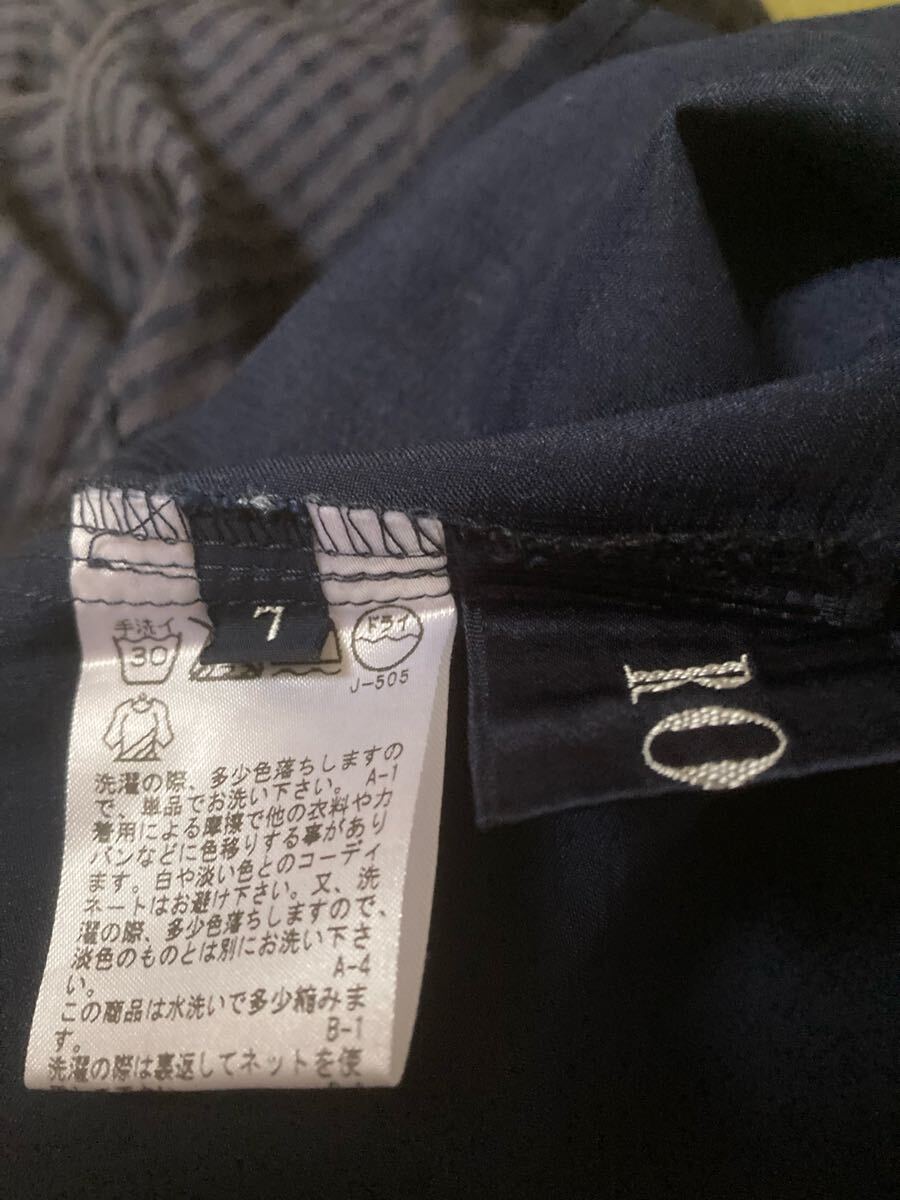 手洗イ
30
7
ドライ
J-505
洗濯の際、多少色落ちしますの
で、単品でお洗い下さい。 A-1
着用による摩擦で他の衣料やカ
バンなどに色移りする事があり
ます。白や淡い色とのコーディ
ネートはお避け下さい。又、洗
濯の際、多少色落ちしますので、
淡色のものとは別にお洗い下さ
い。 A-4
この商品は水洗いで多少縮みま
す。 B-1
洗濯の際は裏返してネットを使
RO